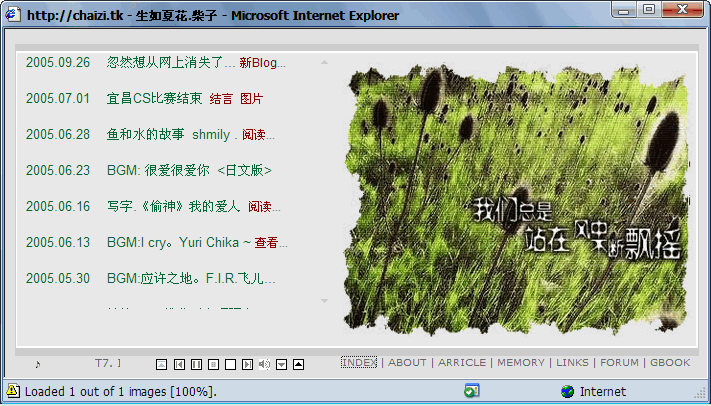 http://chaizi.tk - 生如夏花.柴子 - Microsoft Internet Explorer
2005.09.26 忽然想从网上消失了... 新Blog...
2005.07.01 宜昌CS比赛结束 结言 图片
2005.06.28 鱼和水的故事 shmily . 阅读...
2005.06.23 BGM: 很爱很爱你 <日文版>
2005.06.16 写字.《偷神》我的爱人 阅读...
2005.06.13 BGM:I cry。Yuri Chika ~ 查看...
2005.05.30 BGM:应许之地。F.I.R.飞儿...
我们总是
站在风中
断飘摇
♪ T7. 1
INDEX | ABOUT | ARRICLE | MEMORY | LINKS | FORUM | GBOOK
Loaded 1 out of 1 images [100%].
Internet